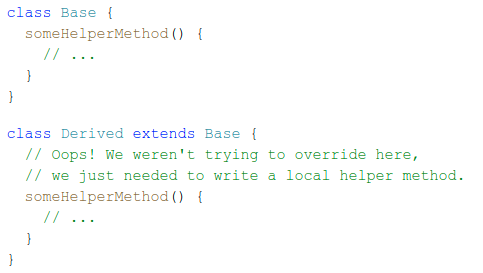 class Base {
  someHelperMethod() {
    // ...
  }
}

class Derived extends Base {
  // Oops! We weren't trying to override here,
  // we just needed to write a local helper method.
  someHelperMethod() {
    // ...
  }
}